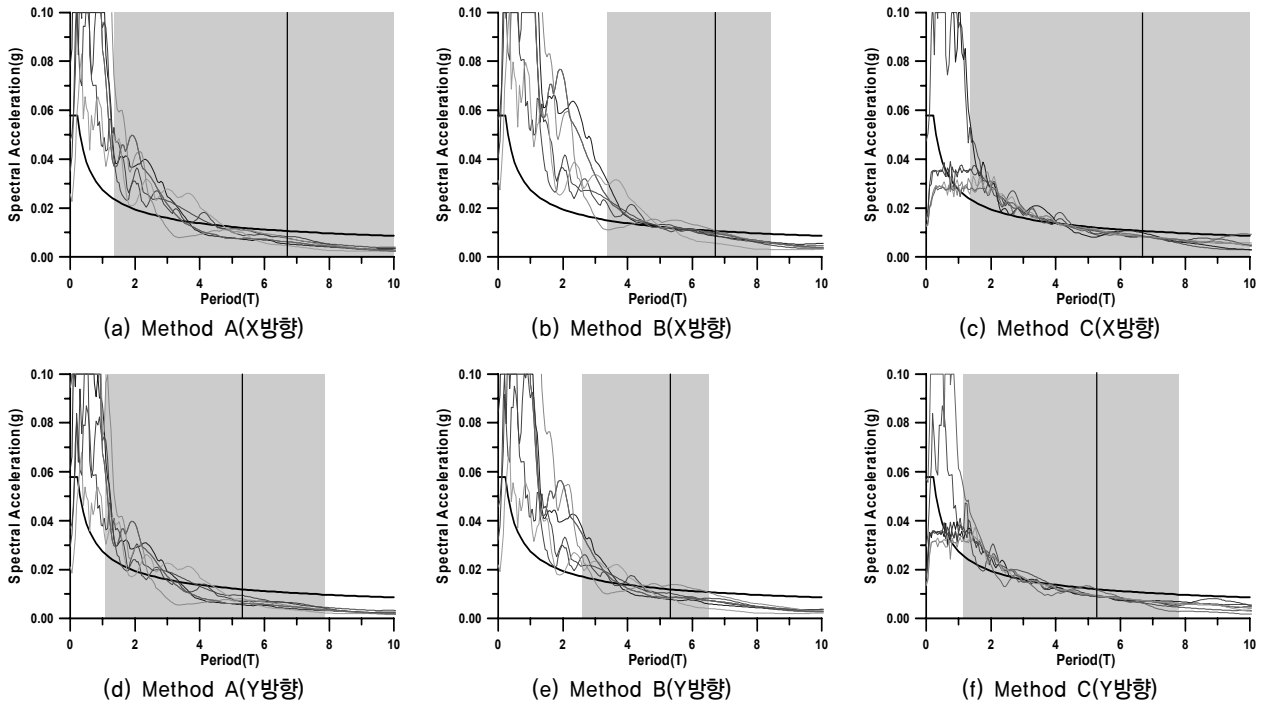 0.10
0.08
0.06
0.04
0.02
0.00
Spectral Acceleration(g)
0 2 4 6 8 10
Period(T)
(a) Method A(X방향)
0.10
0.08
0.06
0.04
0.02
0.00
Spectral Acceleration(g)
0 2 4 6 8 10
Period(T)
(b) Method B(X방향)
0.10
0.08
0.06
0.04
0.02
0.00
Spectral Acceleration(g)
0 2 4 6 8 10
Period(T)
(c) Method C(X방향)
0.10
0.08
0.06
0.04
0.02
0.00
Spectral Acceleration(g)
0 2 4 6 8 10
Period(T)
(d) Method A(Y방향)
0.10
0.08
0.06
0.04
0.02
0.00
Spectral Acceleration(g)
0 2 4 6 8 10
Period(T)
(e) Method B(Y방향)
0.10
0.08
0.06
0.04
0.02
0.00
Spectral Acceleration(g)
0 2 4 6 8 10
Period(T)
(f) Method C(Y방향)